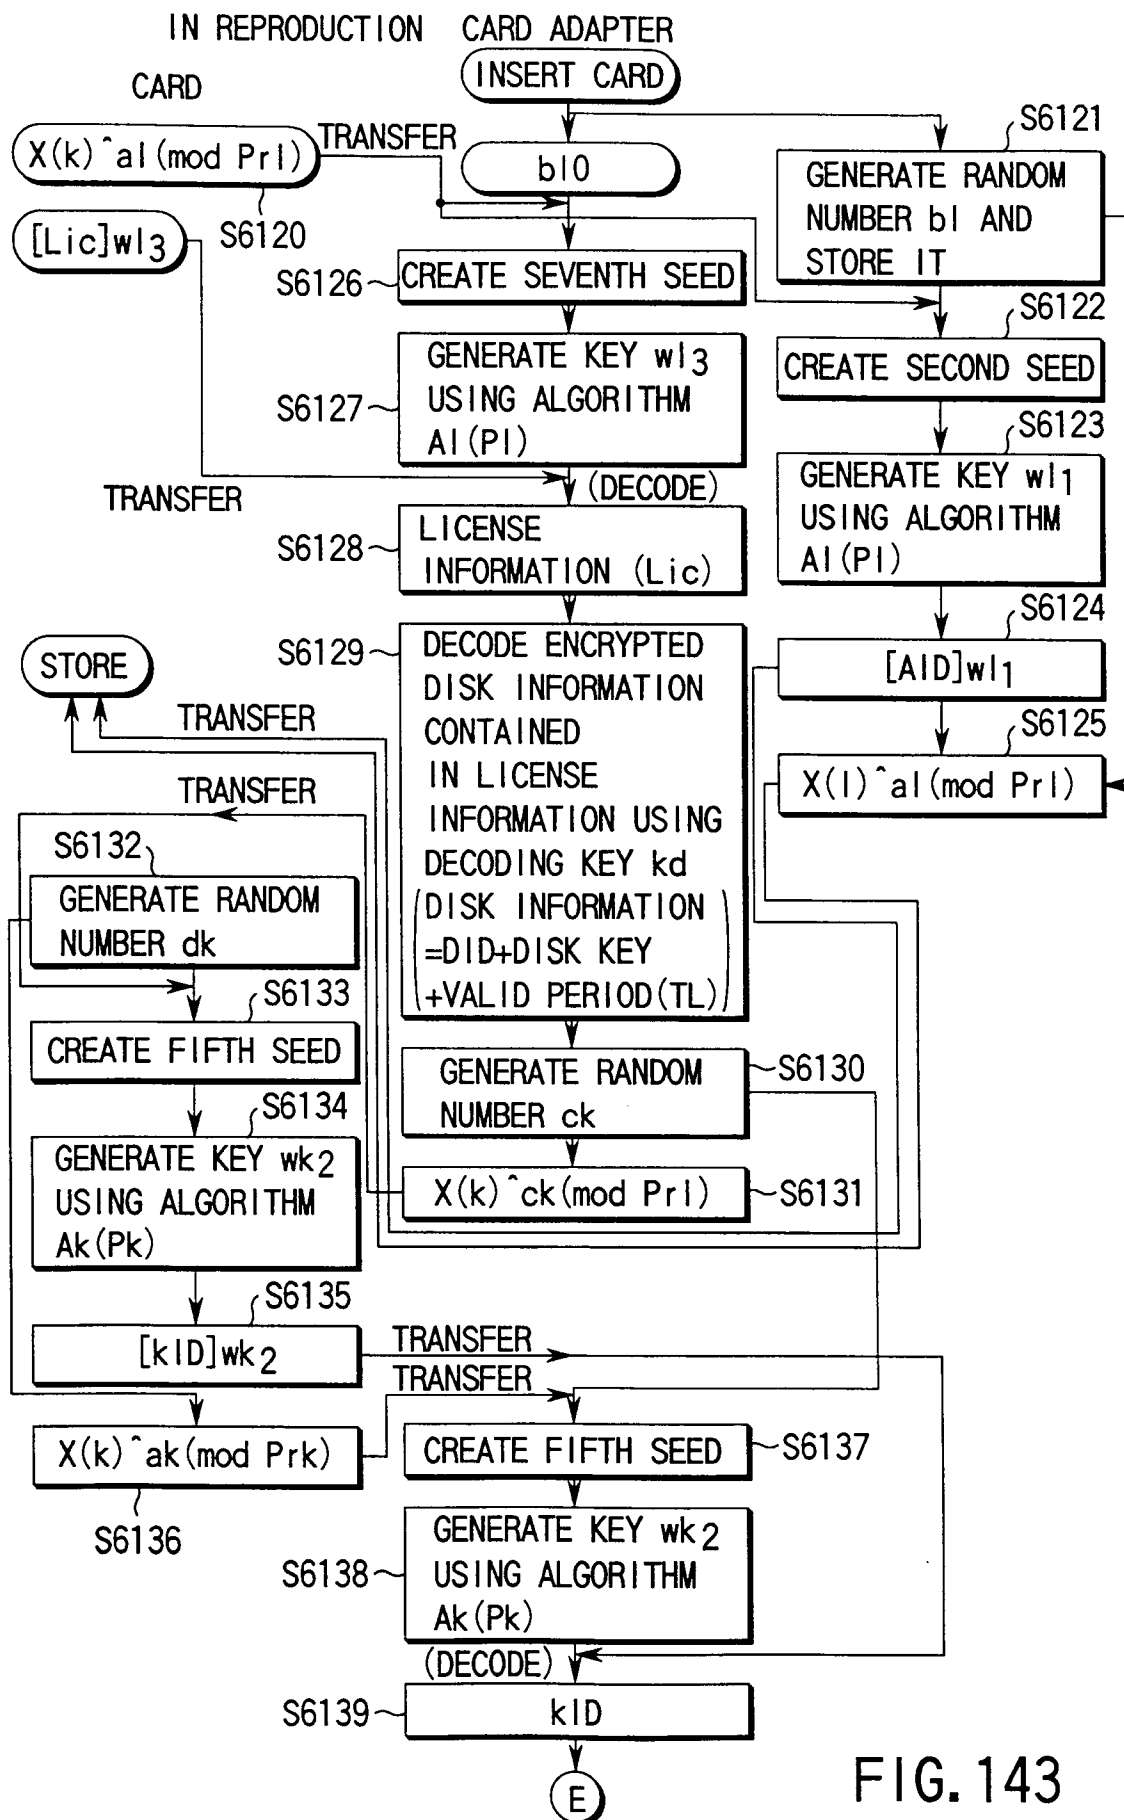 IN REPRODUCTION CARD ADAPTER
INSERT CARD
CARD
X(k)^al(mod Prl)
TRANSFER
S6120
[Lic]wl3
bl0
S6121
GENERATE RANDOM
NUMBER bl AND
STORE IT
S6126
CREATE SEVENTH SEED
S6122
CREATE SECOND SEED
S6127
GENERATE KEY wl3
USING ALGORITHM
Al(Pl)
S6123
GENERATE KEY wl1
USING ALGORITHM
Al(Pl)
TRANSFER
(DECODE)
S6128
LICENSE
INFORMATION (Lic)
S6124
[AID]wl1
STORE
TRANSFER
S6129
DECODE ENCRYPTED
DISK INFORMATION
CONTAINED
IN LICENSE
INFORMATION USING
DECODING KEY kd
(DISK INFORMATION
=DID+DISK KEY
+VALID PERIOD(TL))
S6125
X(l)^al(mod Prl)
TRANSFER
S6132
GENERATE RANDOM
NUMBER dk
S6133
CREATE FIFTH SEED
S6130
GENERATE RANDOM
NUMBER ck
S6134
GENERATE KEY wk2
USING ALGORITHM
Ak(Pk)
X(k)^ck(mod Prl)
S6131
S6135
[kID]wk2
TRANSFER
TRANSFER
X(k)^ak(mod Prk)
S6136
CREATE FIFTH SEED
S6137
S6138
GENERATE KEY wk2
USING ALGORITHM
Ak(Pk)
(DECODE)
S6139
kID
E
FIG. 143